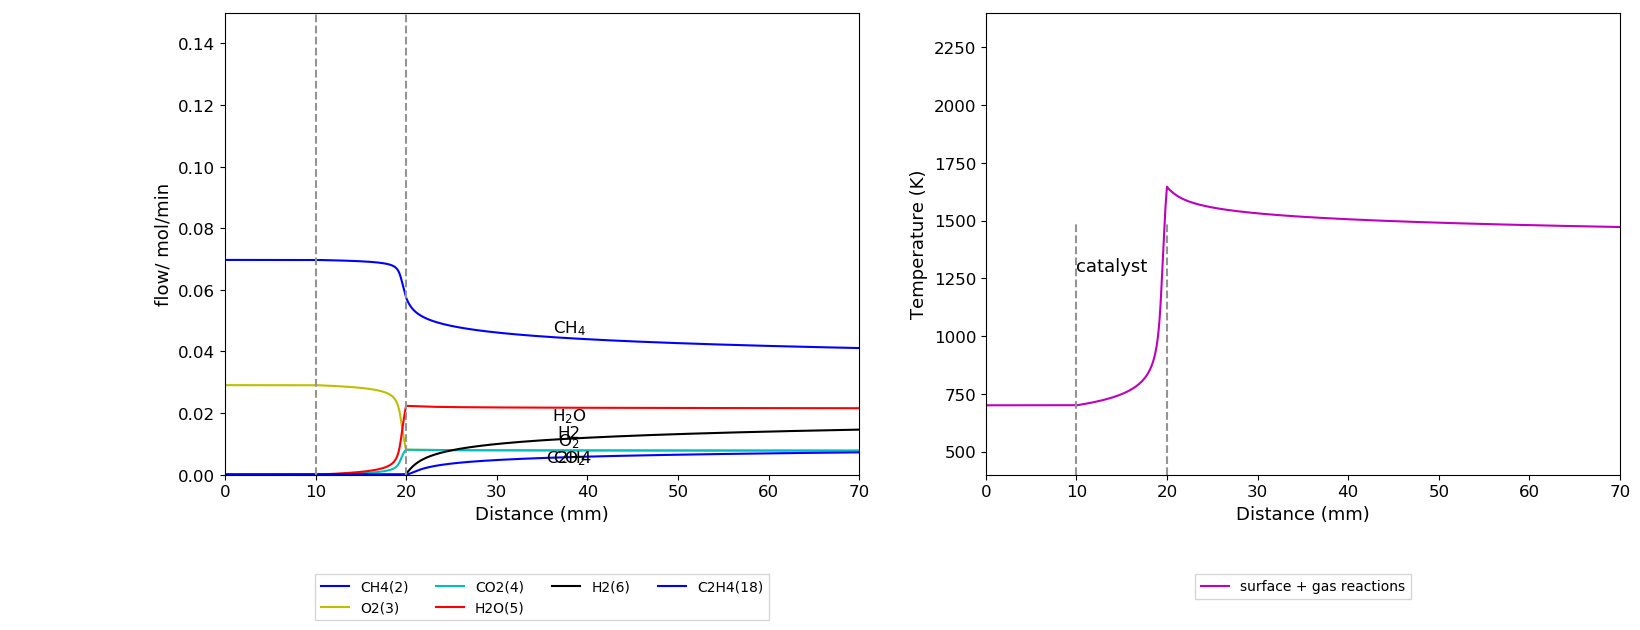 0.14
0.12
0.10
0.08
0.06
0.04
0.02
0.00
flow/ mol/min
CH₄
H₂O
H2
O₂
CO₂
C2H4
0 10 20 30 40 50 60 70
Distance (mm)
CH4(2) CO2(4) H2(6) C2H4(18)
O2(3) H2O(5)
2250
2000
1750
1500
1250
1000
750
500
Temperature (K)
catalyst
0 10 20 30 40 50 60 70
Distance (mm)
surface + gas reactions